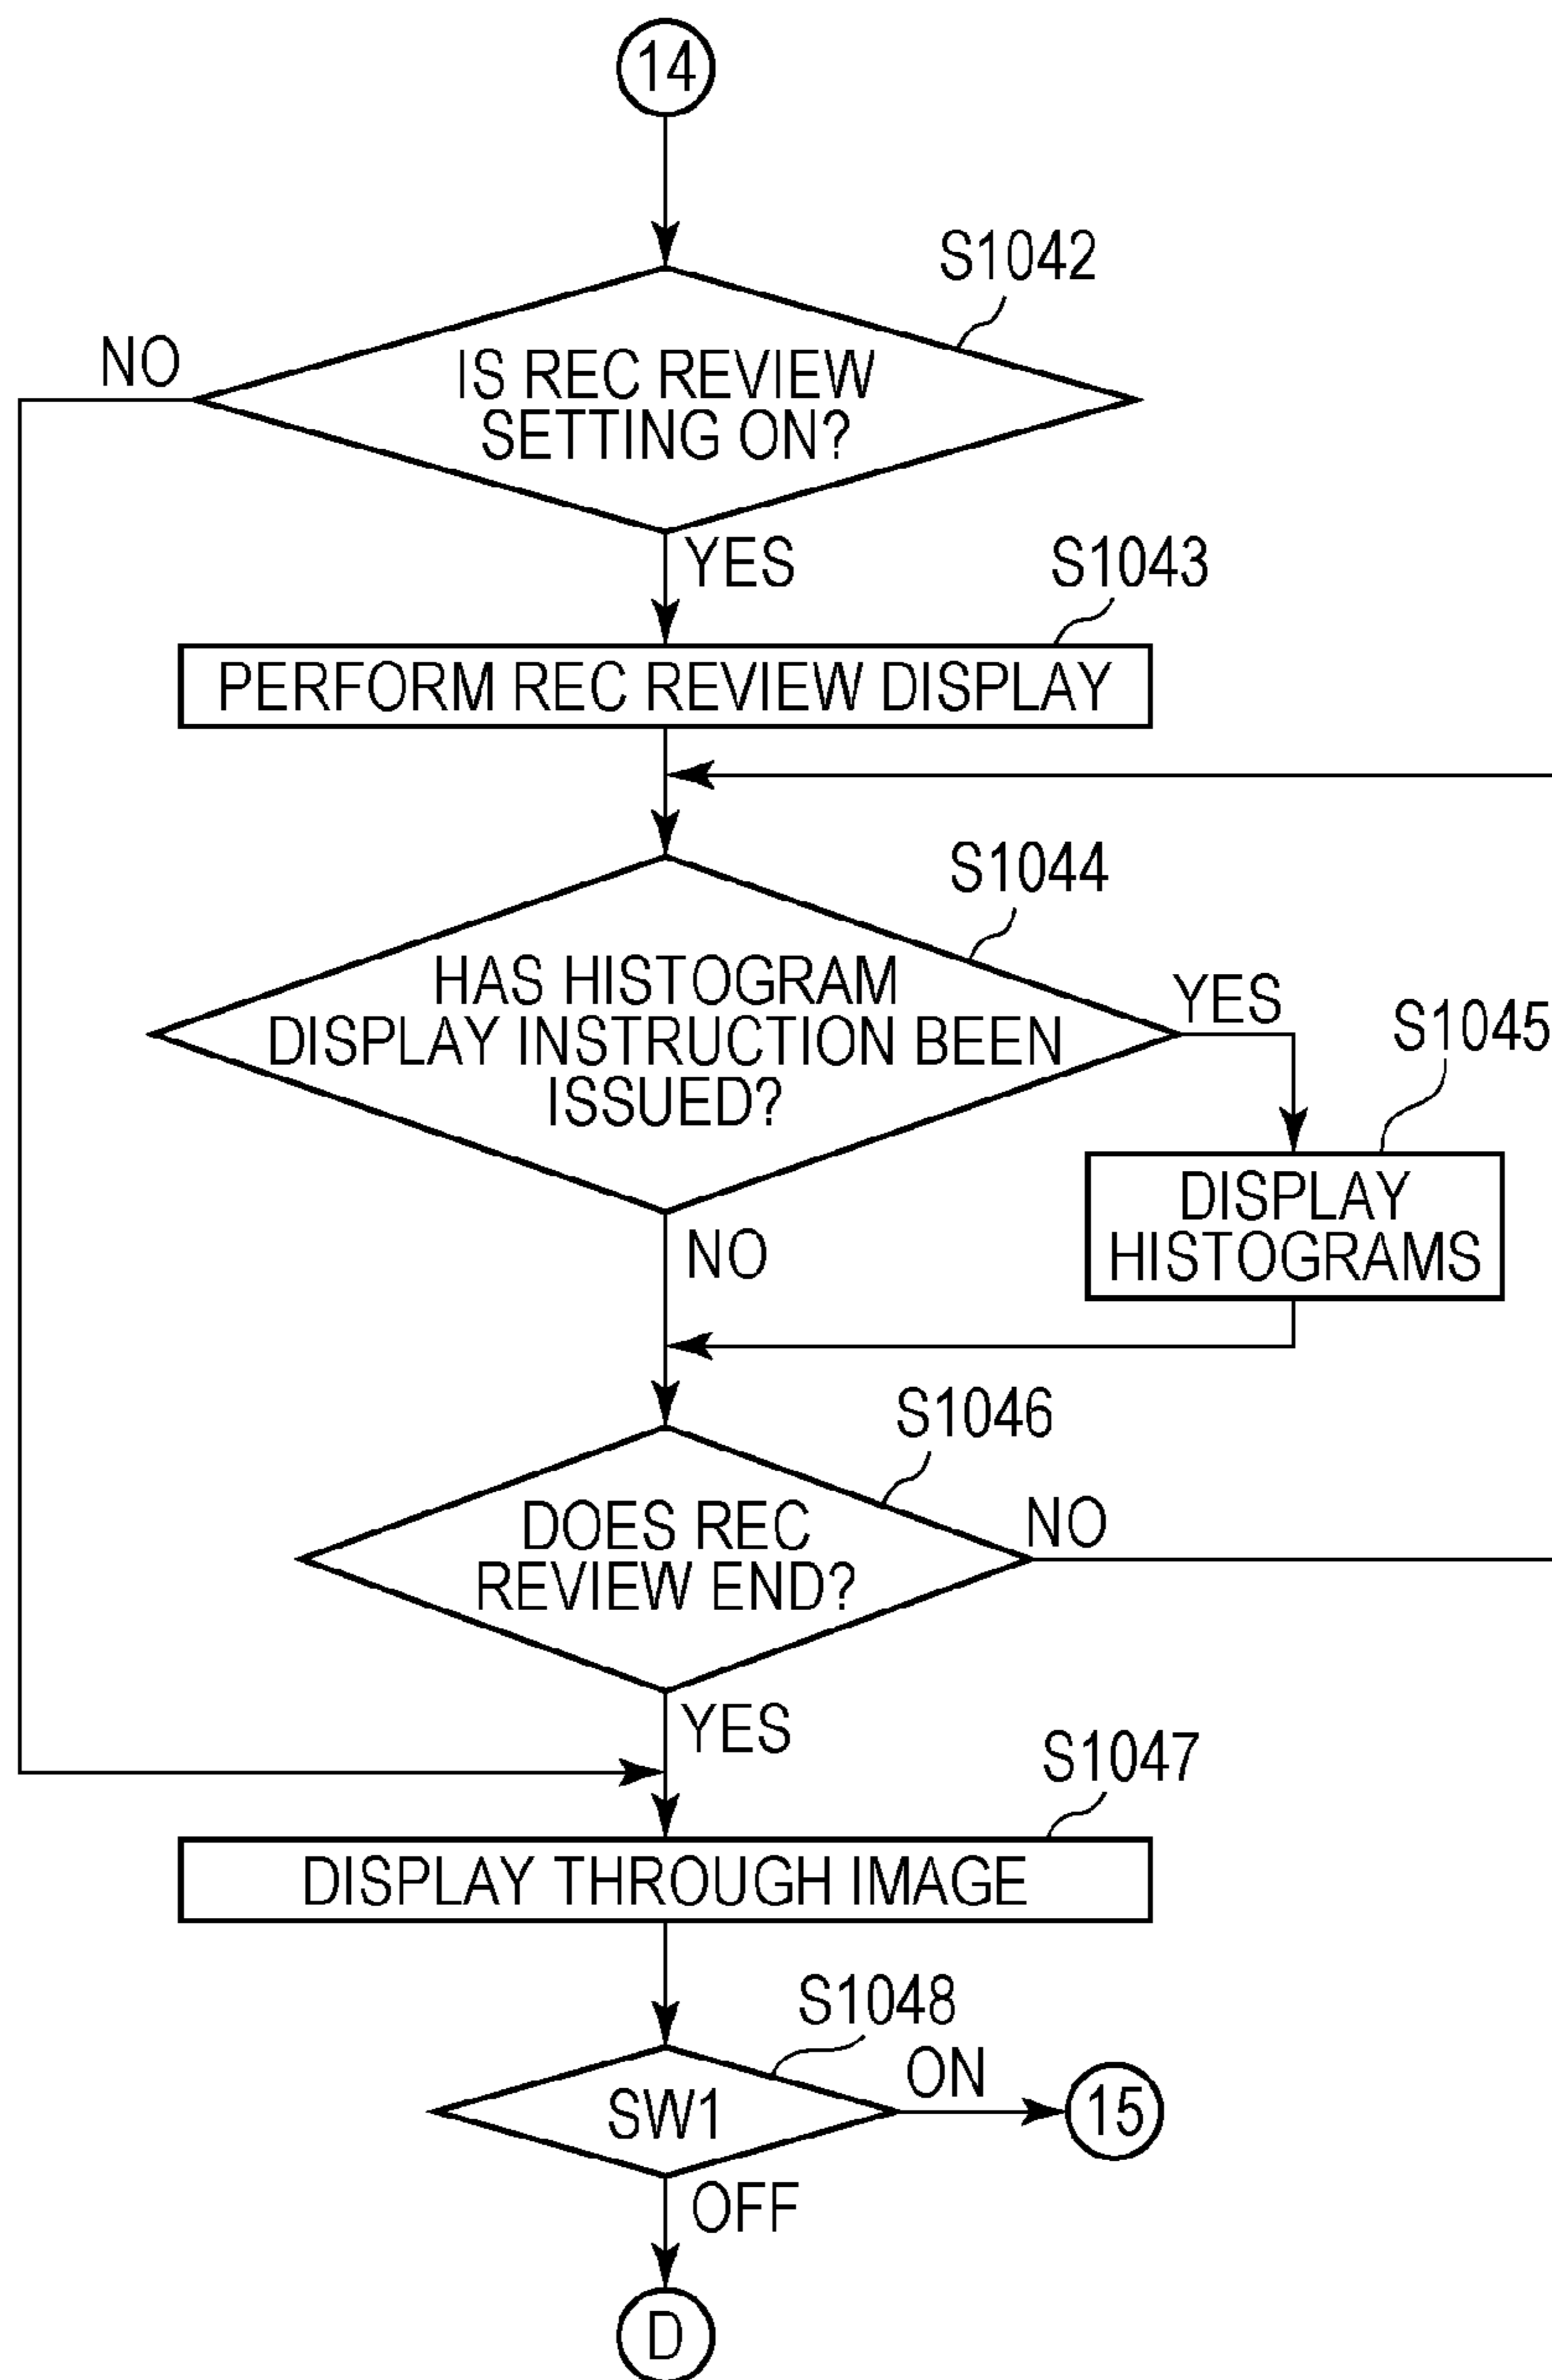 14
S1042
NO
IS REC REVIEW
SETTING ON?
YES
S1043
PERFORM REC REVIEW DISPLAY
S1044
HAS HISTOGRAM
DISPLAY INSTRUCTION BEEN
ISSUED?
YES
S1045
DISPLAY
HISTOGRAMS
NO
S1046
DOES REC
REVIEW END?
NO
YES
S1047
DISPLAY THROUGH IMAGE
S1048
SW1
ON
15
OFF
D